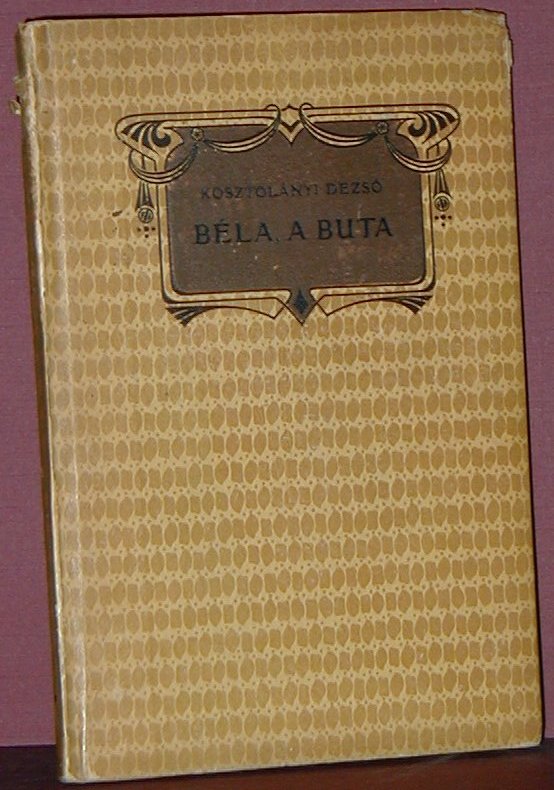 KOSZTOLÁNYI DEZSŐ
BÉLA, A BUTA